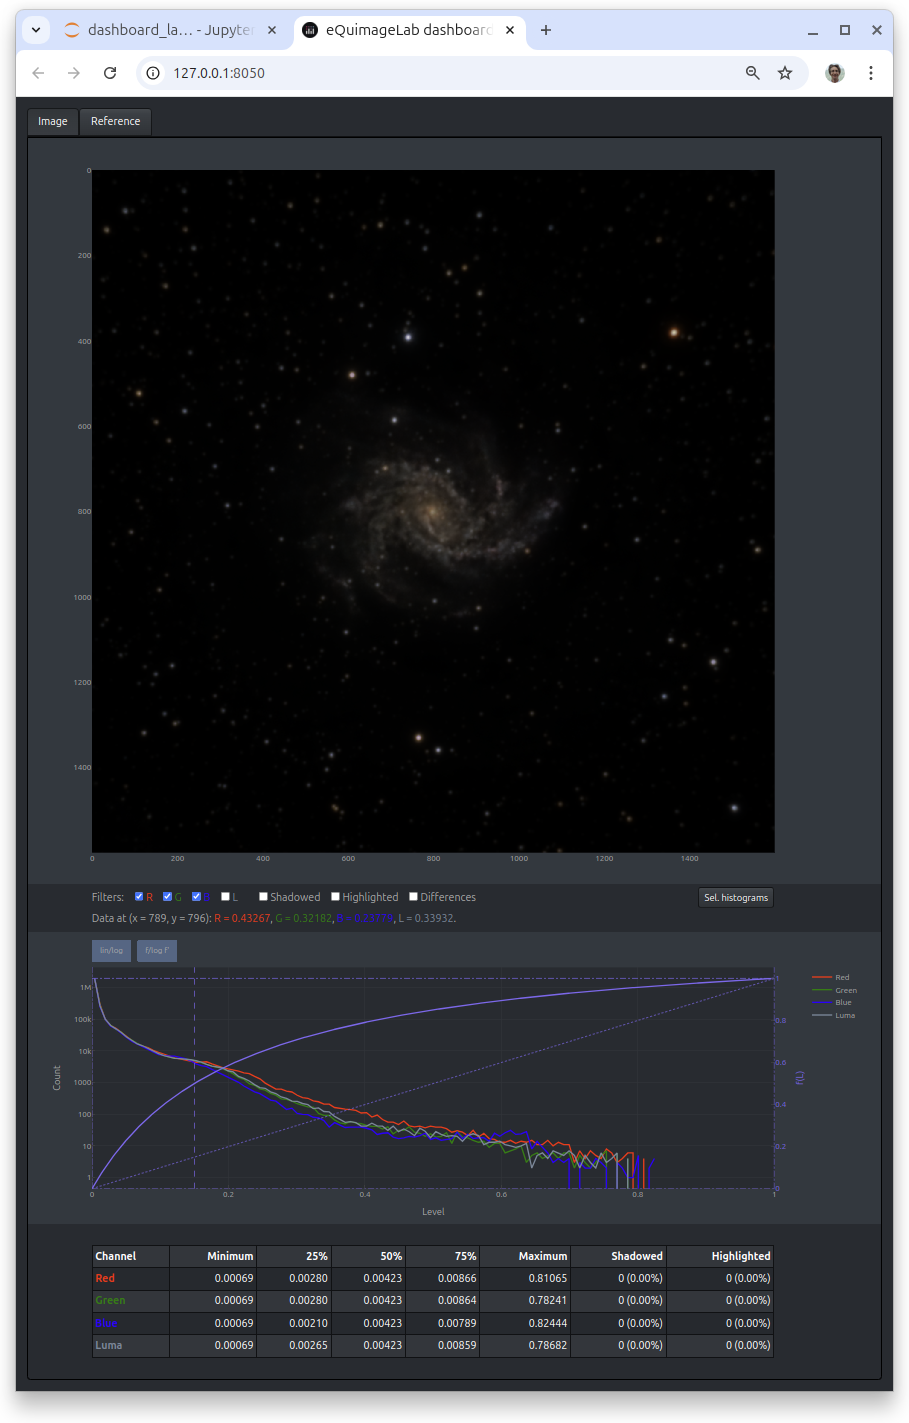 dashboard_la… - Jupyter
eQuimageLab dashboard
127.0.0.1:8050
Image
Reference
0
200
400
600
800
1000
1200
1400
0 200 400 600 800 1000 1200 1400
Filters: R G B L Shadowed Highlighted Differences
Sel. histograms
Data at (x = 789, y = 796): R = 0.43267, G = 0.32182, L = 0.33932.
lin/log f/log f'
1M
100k
10k
1000
100
10
1
Count
0 0.2 0.4 0.6 0.8 1
Level
1
0.8
0.6
0.4
0.2
0
f(L)
Red
Green
Blue
Luma
Channel Minimum 25% 50% 75% Maximum Shadowed Highlighted
Red 0.00069 0.00280 0.00423 0.00866 0.81065 0 (0.00%) 0 (0.00%)
Green 0.00069 0.00280 0.00423 0.00864 0.78241 0 (0.00%) 0 (0.00%)
Blue 0.00069 0.00210 0.00423 0.00789 0.82444 0 (0.00%) 0 (0.00%)
Luma 0.00069 0.00265 0.00423 0.00859 0.78682 0 (0.00%) 0 (0.00%)